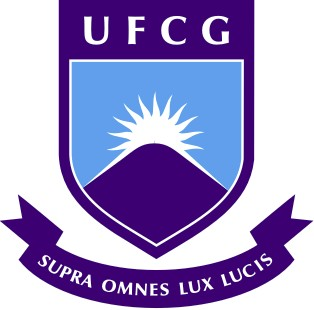 UFCG
SUPRA OMNES LUX LUCIS